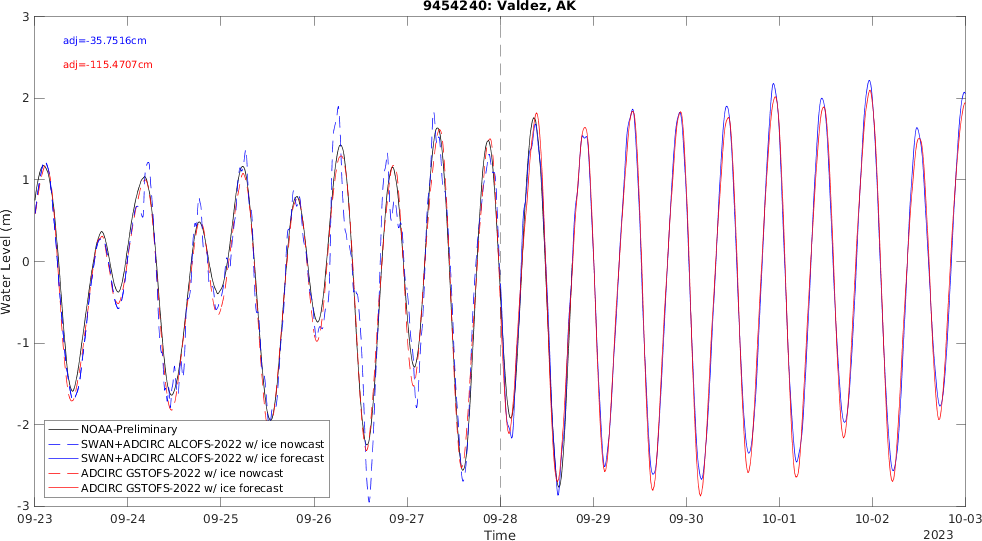 9454240: Valdez, AK
adj=-35.7516cm
adj=-115.4707cm
3
2
1
0
-1
-2
-3
Water Level (m)
NOAA-Preliminary
SWAN+ADCIRC ALCOFS-2022 w/ ice nowcast
SWAN+ADCIRC ALCOFS-2022 w/ ice forecast
ADCIRC GSTOFS-2022 w/ ice nowcast
ADCIRC GSTOFS-2022 w/ ice forecast
09-23 09-24 09-25 09-26 09-27 09-28 09-29 09-30 10-01 10-02 10-03
Time
2023